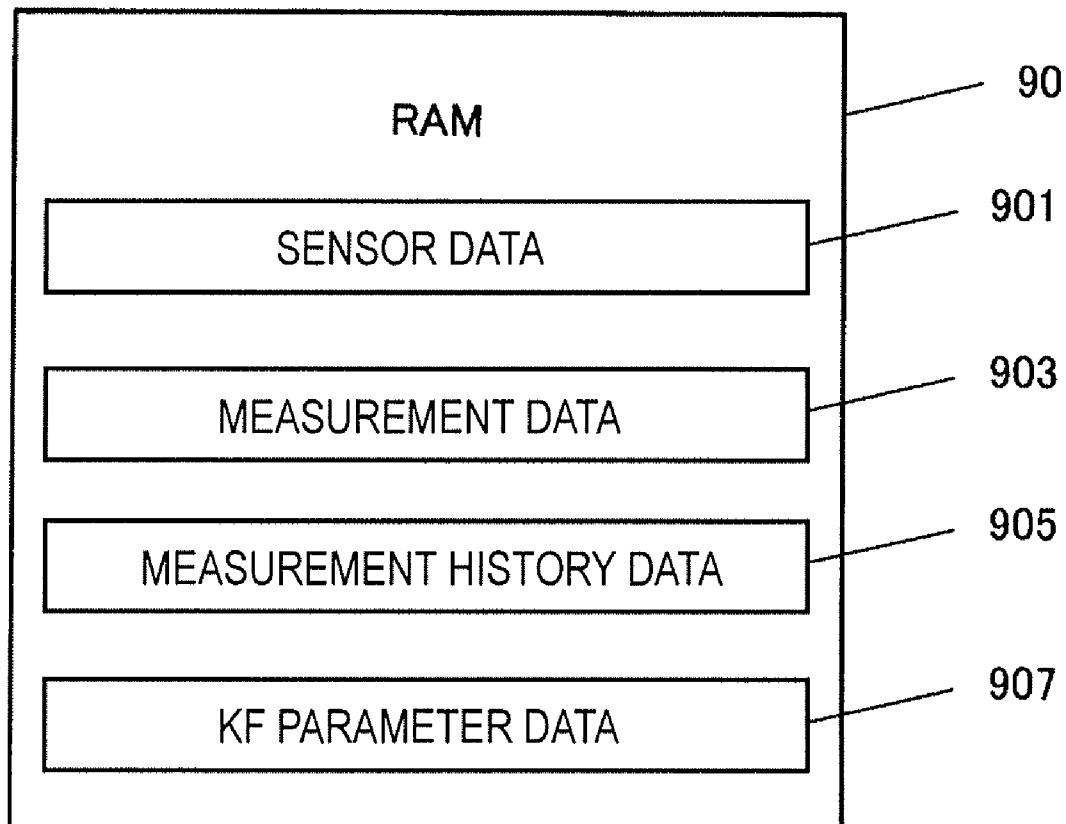 90
RAM
901
SENSOR DATA
903
MEASUREMENT DATA
905
MEASUREMENT HISTORY DATA
907
KF PARAMETER DATA